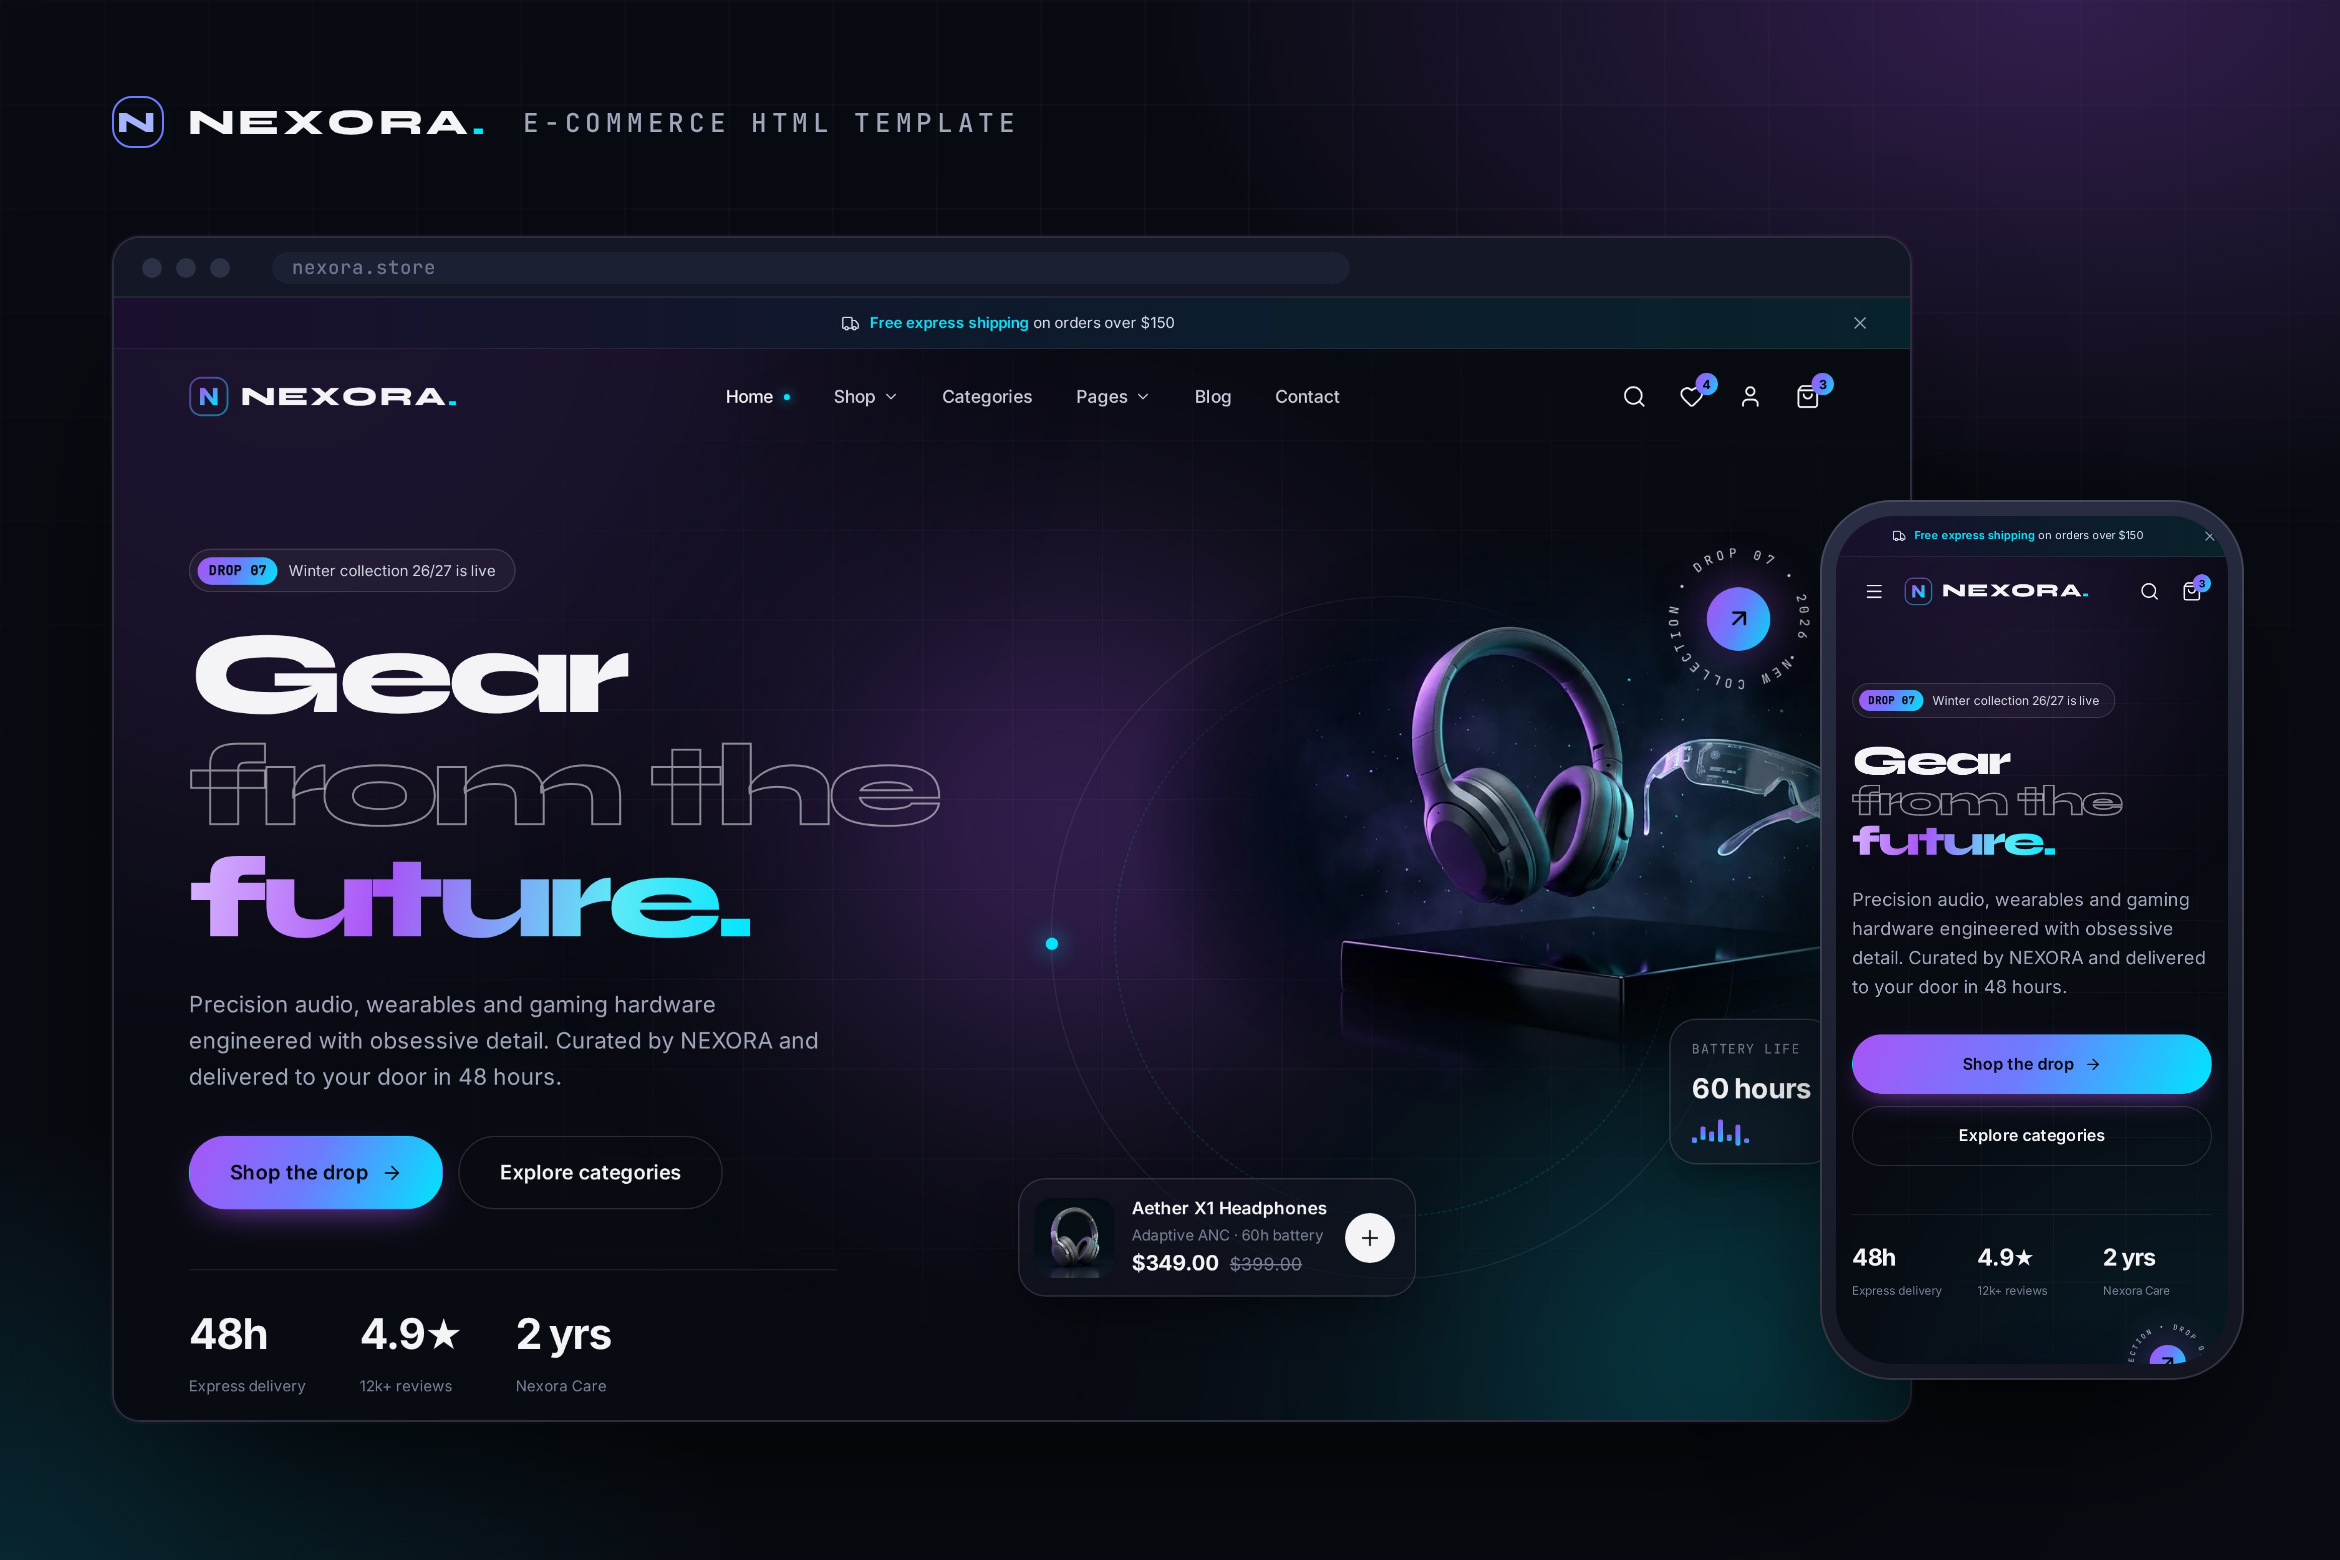 N NEXORA. E-COMMERCE HTML TEMPLATE
nexora.store
Free express shipping on orders over $150
N NEXORA.
Home Shop Categories Pages Blog Contact
4
3
DROP 07 Winter collection 26/27 is live
Gear
from the
future.
Precision audio, wearables and gaming hardware
engineered with obsessive detail. Curated by NEXORA and
delivered to your door in 48 hours.
Shop the drop → Explore categories
48h 4.9★ 2 yrs
Express delivery 12k+ reviews Nexora Care
DROP 07 • 2026 • NEW COLLECTION •
BATTERY LIFE
60 hours
Aether X1 Headphones
Adaptive ANC · 60h battery
$349.00 $399.00
Free express shipping on orders over $150
N NEXORA.
3
DROP 07 Winter collection 26/27 is live
Gear
from the
future.
Precision audio, wearables and gaming
hardware engineered with obsessive
detail. Curated by NEXORA and delivered
to your door in 48 hours.
Shop the drop →
Explore categories
48h 4.9★ 2 yrs
Express delivery 12k+ reviews Nexora Care
ECTION • DROP 0